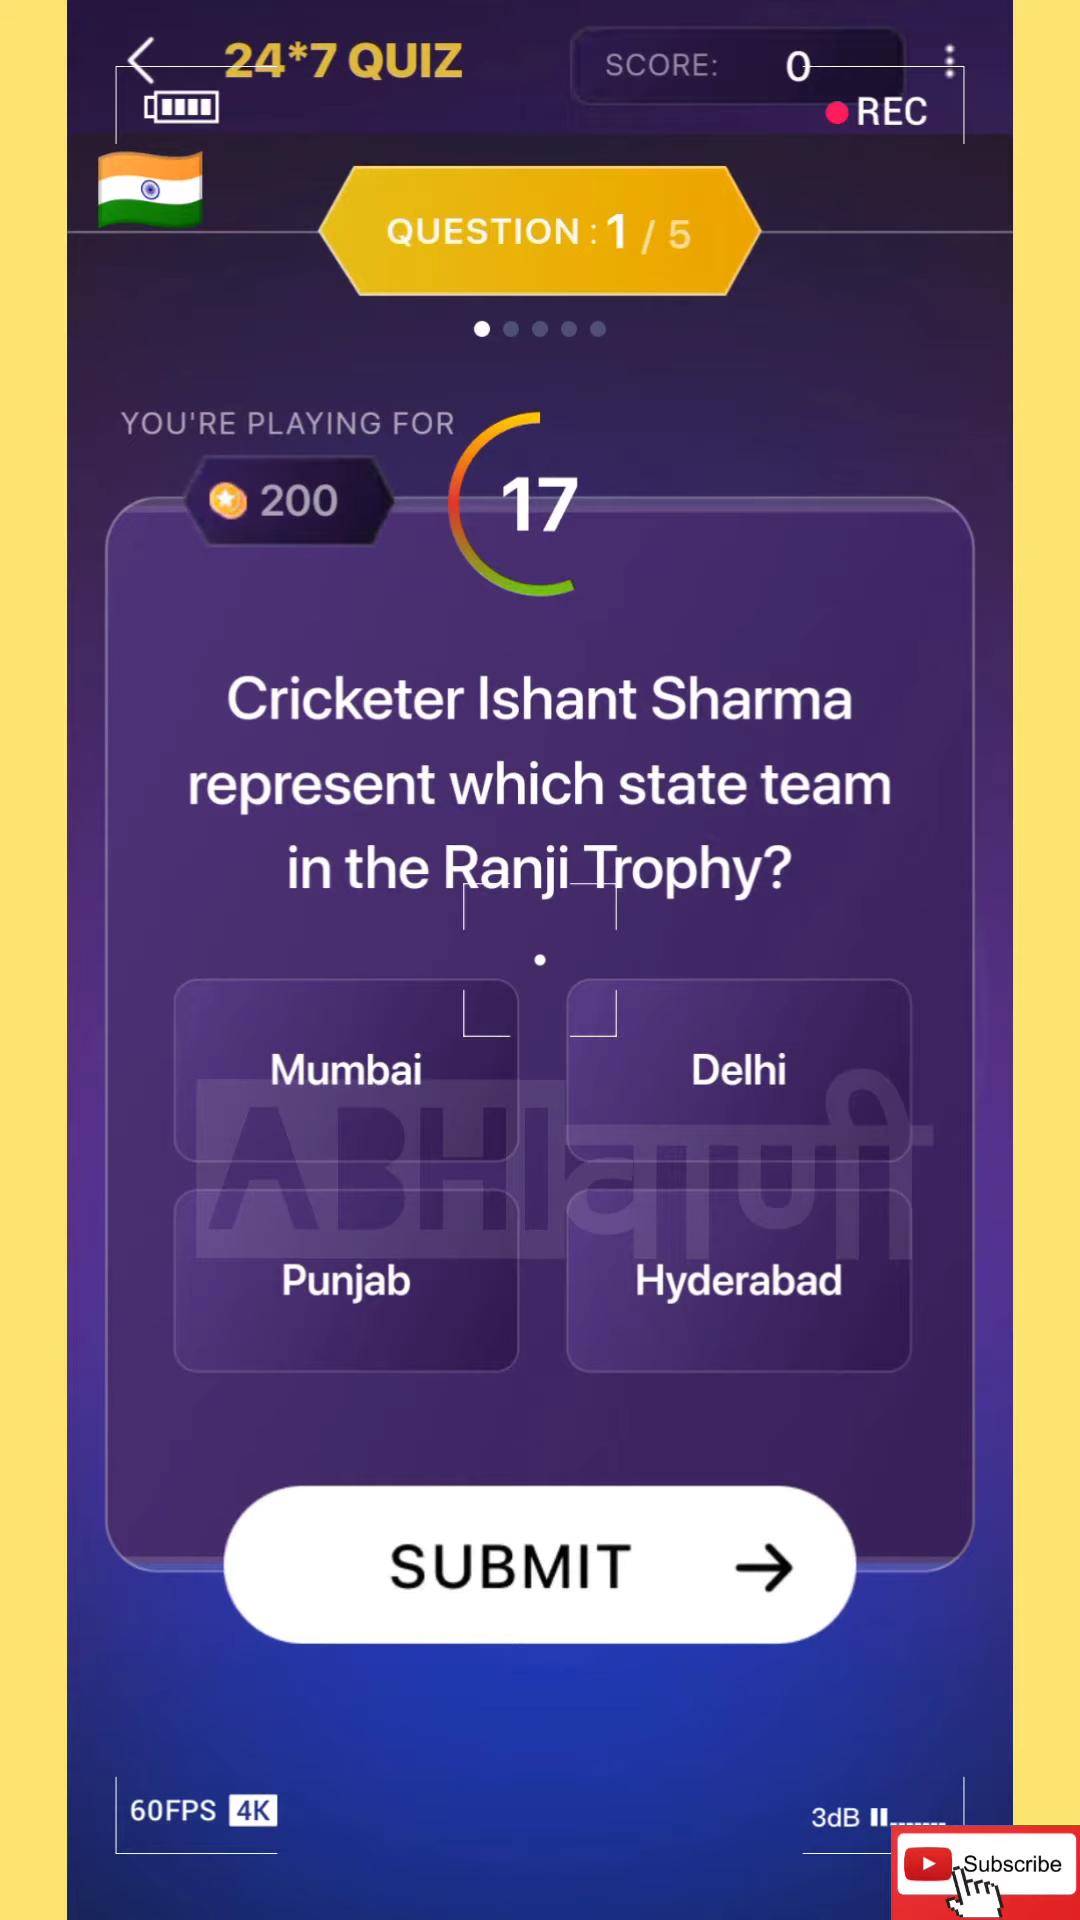 24*7 QUIZ
SCORE: 0
REC
QUESTION : 1 / 5
YOU'RE PLAYING FOR
200
17
Cricketer Ishant Sharma
represent which state team
in the Ranji Trophy?
Mumbai
Delhi
ABHIवाणी
Punjab
Hyderabad
SUBMIT
60FPS 4K
3dB
Subscribe